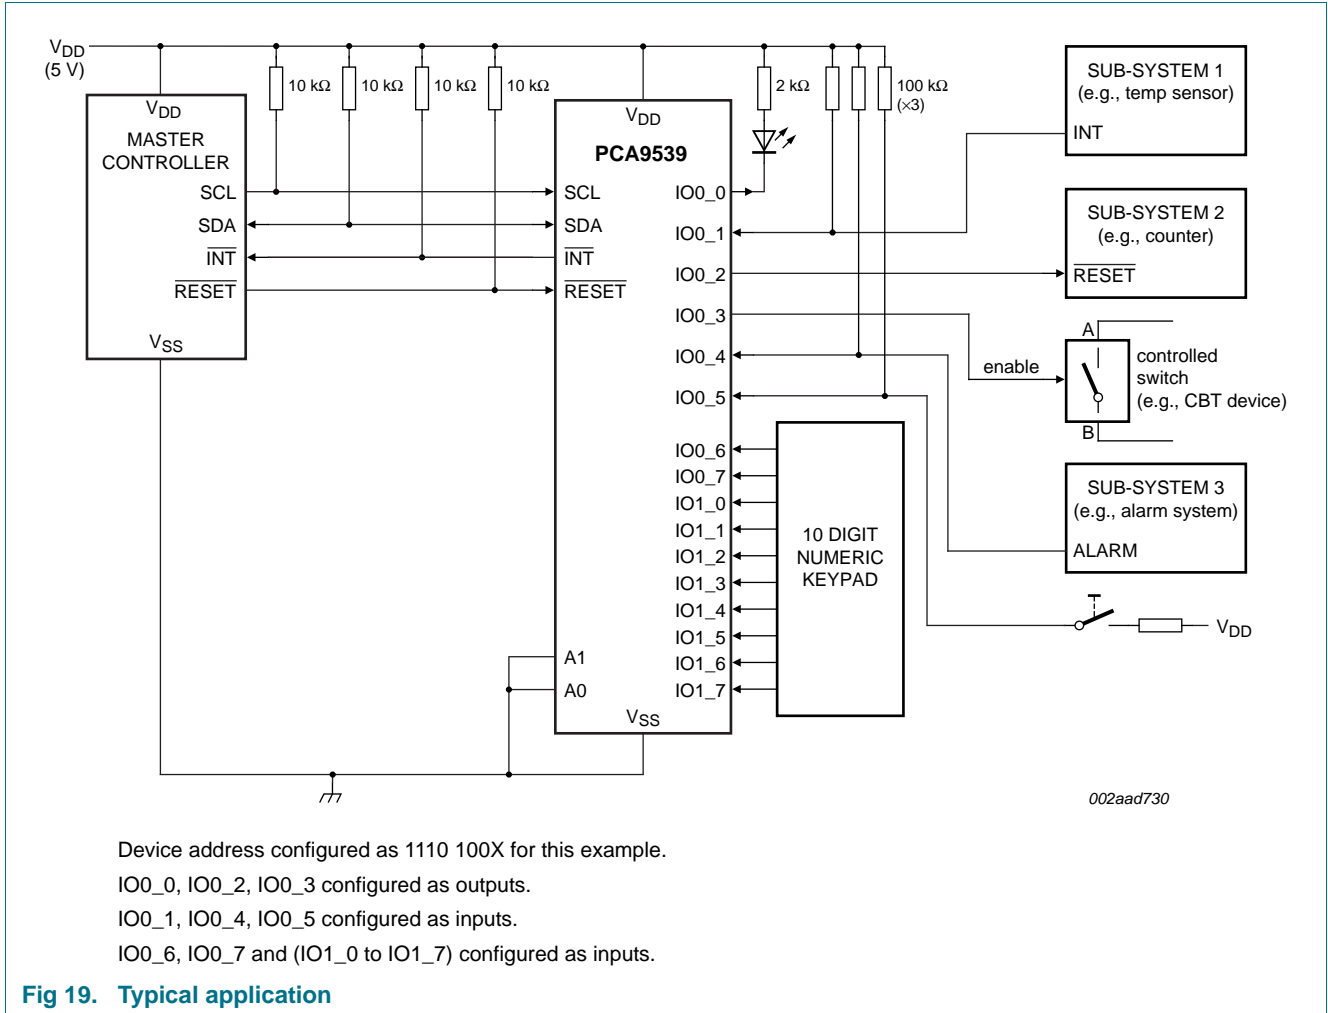 VDD
(5 V)
10 kΩ
10 kΩ
10 kΩ
10 kΩ
2 kΩ
100 kΩ
(×3)
VDD
MASTER
CONTROLLER
SCL
SDA
INT
RESET
VSS
VDD
PCA9539
SCL
SDA
INT
RESET
A1
A0
VSS
IO0_0
IO0_1
IO0_2
IO0_3
IO0_4
IO0_5
IO0_6
IO0_7
IO1_0
IO1_1
IO1_2
IO1_3
IO1_4
IO1_5
IO1_6
IO1_7
10 DIGIT
NUMERIC
KEYPAD
SUB-SYSTEM 1
(e.g., temp sensor)
INT
SUB-SYSTEM 2
(e.g., counter)
RESET
A
enable
controlled
switch
(e.g., CBT device)
B
SUB-SYSTEM 3
(e.g., alarm system)
ALARM
VDD
002aad730
Device address configured as 1110 100X for this example.
IO0_0, IO0_2, IO0_3 configured as outputs.
IO0_1, IO0_4, IO0_5 configured as inputs.
IO0_6, IO0_7 and (IO1_0 to IO1_7) configured as inputs.
Fig 19. Typical application